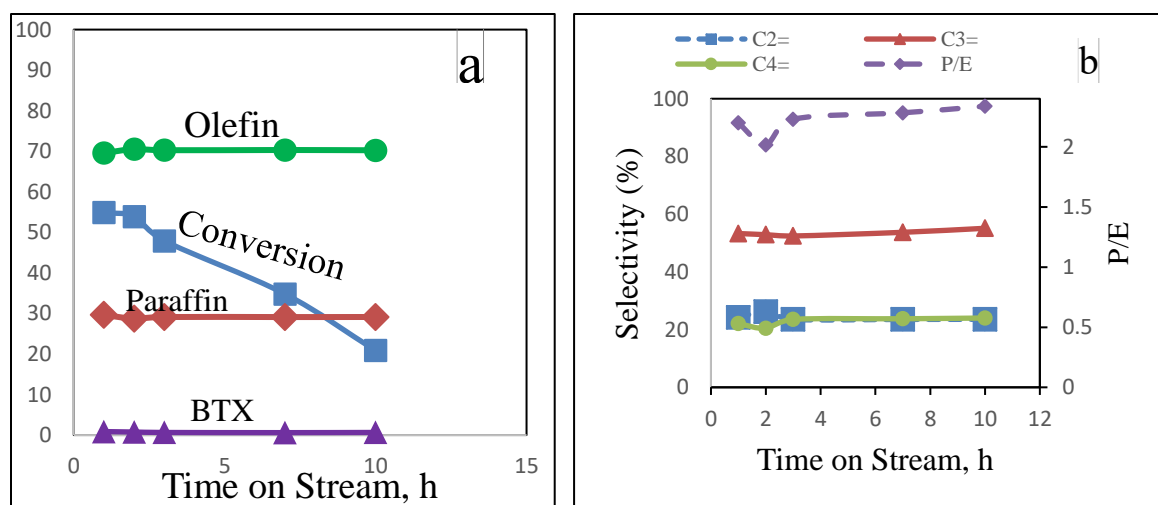 a
100
90
80
70
60
50
40
30
20
10
0
Olefin
Conversion
Paraffin
BTX
0 5 10 15
Time on Stream, h
b
C2= C3=
C4= P/E
100
80
60
40
20
0
Selectivity (%)
2
1.5
1
0.5
0
P/E
0 2 4 6 8 10 12
Time on Stream, h